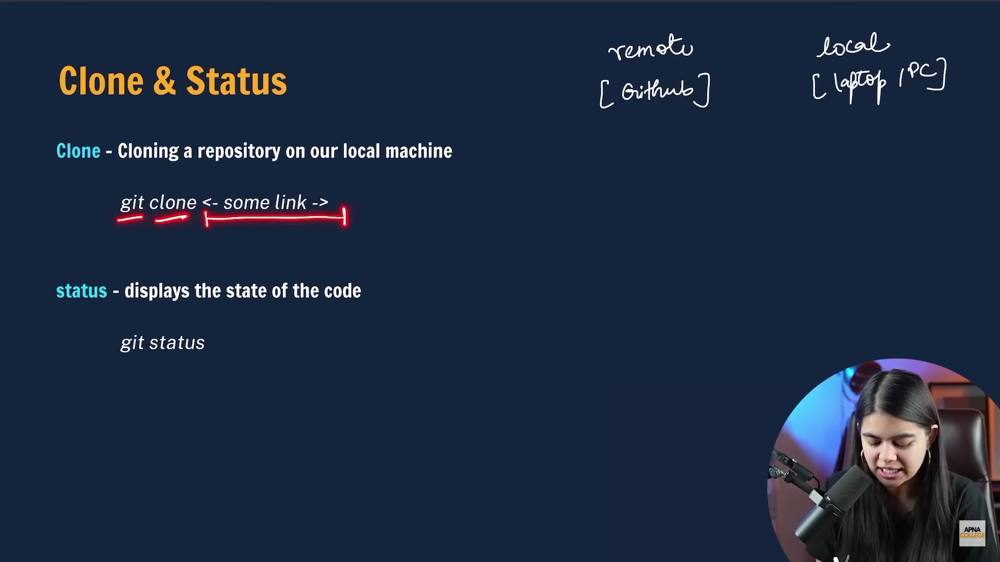 remote
local
[Github]
[laptop / PC]
Clone & Status
Clone - Cloning a repository on our local machine
git clone <- some link ->
status - displays the state of the code
git status
APNA
COLLEGE